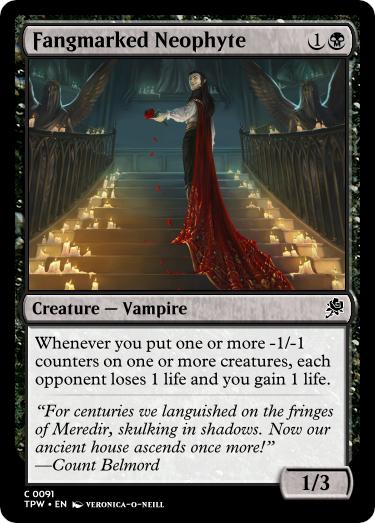 Fangmarked Neophyte 1
Creature — Vampire
Whenever you put one or more -1/-1
counters on one or more creatures, each
opponent loses 1 life and you gain 1 life.
“For centuries we languished on the fringes
of Meredir, skulking in shadows. Now our
ancient house ascends once more!”
—Count Belmord
1/3
C 0091
TPW • EN VERONICA-O-NEILL